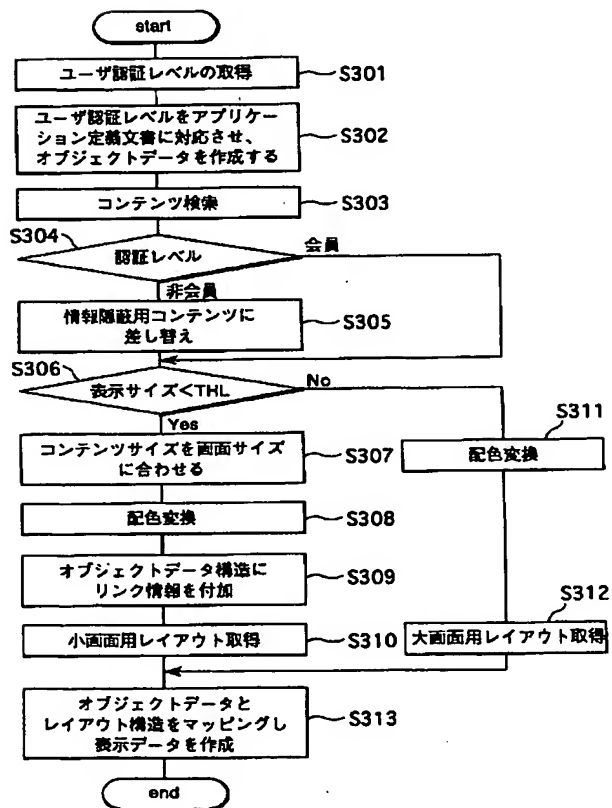 start
ユーザ認証レベルの取得
S301
ユーザ認証レベルをアプリケー
ション定義文書に対応させ、
オブジェクトデータを作成する
S302
コンテンツ検索
S303
S304
認証レベル
会員
非会員
情報隠蔽用コンテンツに
差し替え
S305
S306
表示サイズ<THL
No
Yes
コンテンツサイズを画面サイズ
に合わせる
S307
S311
配色変換
配色変換
S308
オブジェクトデータ構造に
リンク情報を付加
S309
小画面用レイアウト取得
S310
S312
大画面用レイアウト取得
オブジェクトデータと
レイアウト構造をマッピングし
表示データを作成
S313
end